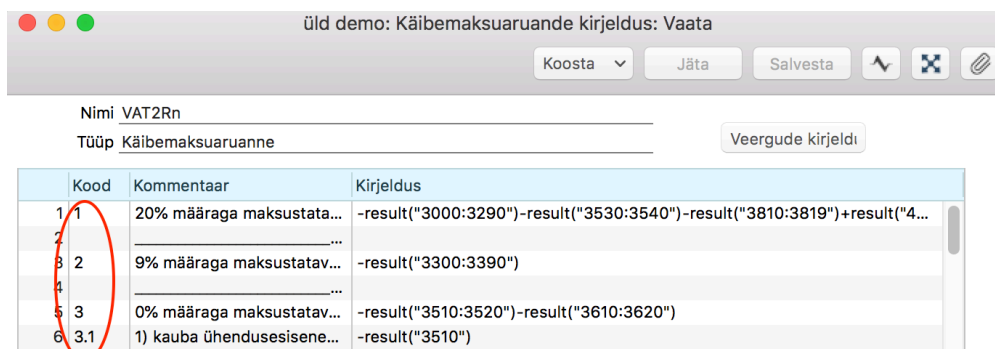 üld demo: Käibemaksuaruande kirjeldus: Vaata
Koosta Jäta Salvesta
Nimi VAT2Rn
Tüüp Käibemaksuaruanne
Veergude kirjeldu
Kood Kommentaar Kirjeldus
1 1 20% määraga maksustata... -result("3000:3290")-result("3530:3540")-result("3810:3819")+result("4...
2 ...
3 2 9% määraga maksustatav... -result("3300:3390")
4 ...
5 3 0% määraga maksustatav... -result("3510:3520")-result("3610:3620")
6 3.1 1) kauba ühendusesisene... -result("3510")